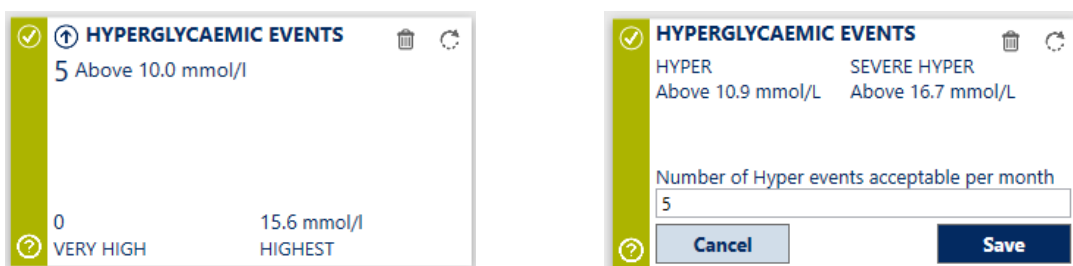 HYPERGLYCAEMIC EVENTS
5 Above 10.0 mmol/l
0 15.6 mmol/l
VERY HIGH HIGHEST
HYPERGLYCAEMIC EVENTS
HYPER SEVERE HYPER
Above 10.9 mmol/L Above 16.7 mmol/L
Number of Hyper events acceptable per month
5
Cancel Save